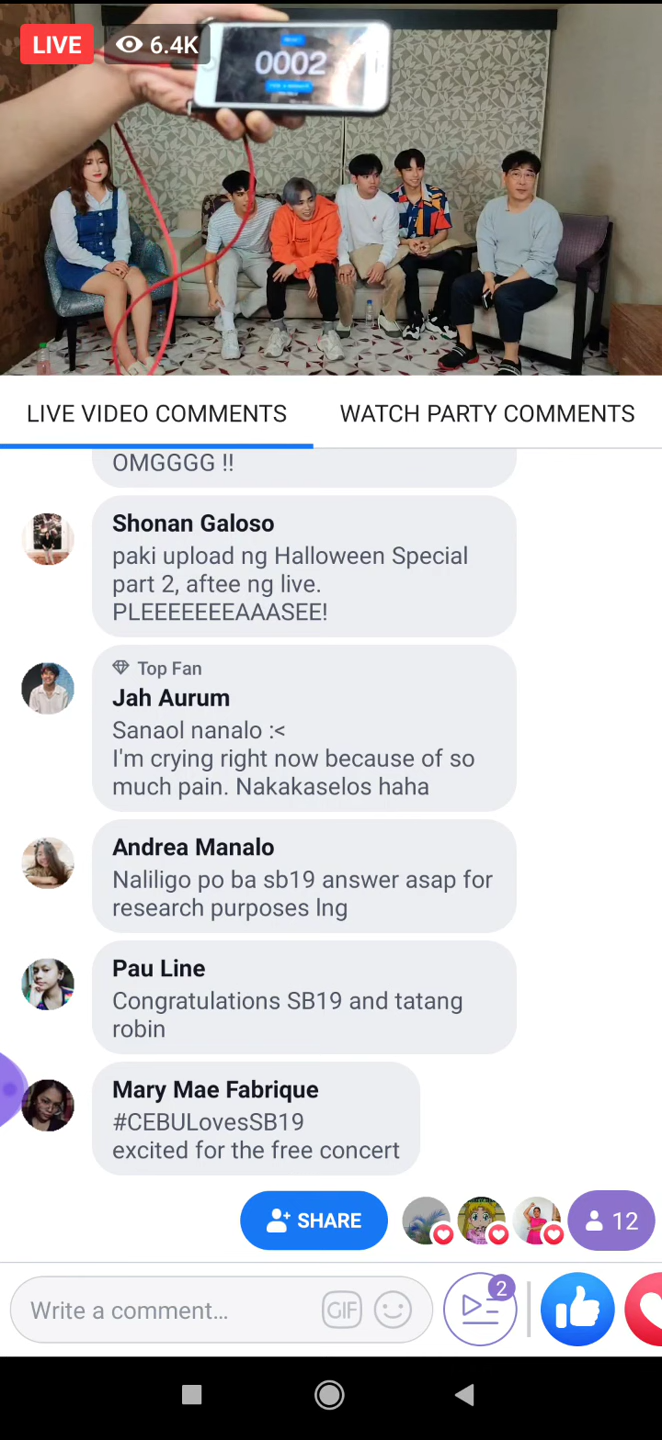 LIVE
6.4K
0002
LIVE VIDEO COMMENTS
WATCH PARTY COMMENTS
OMGGGG !!
Shonan Galoso
paki upload ng Halloween Special
part 2, aftee ng live.
PLEEEEEEEAAASEE!
Top Fan
Jah Aurum
Sanaol nanalo :<
I'm crying right now because of so
much pain. Nakakaselos haha
Andrea Manalo
Naliligo po ba sb19 answer asap for
research purposes lng
Pau Line
Congratulations SB19 and tatang
robin
Mary Mae Fabrique
#CEBULovesSB19
excited for the free concert
SHARE
12
Write a comment...
GIF
2